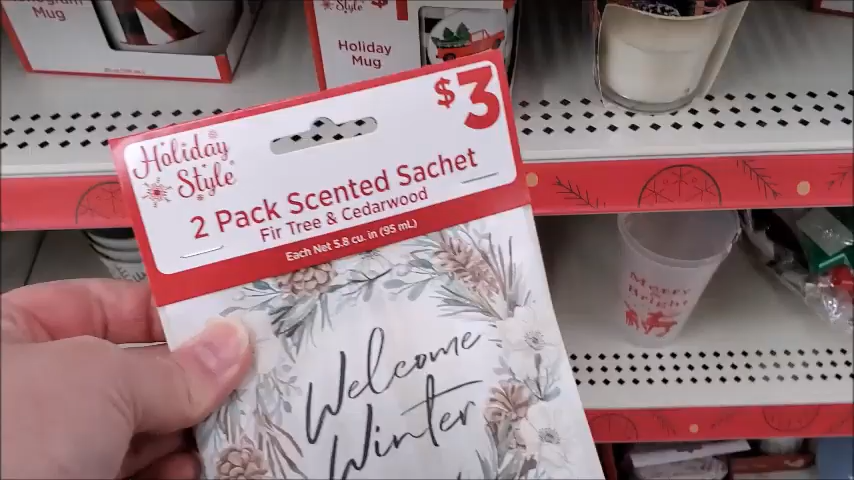 Mug
Style
Holiday
Mug
Holiday
Style
$3
2 Pack Scented Sachet
Fir Tree & Cedarwood
Each Net 5.8 cu. in (95 mL)
Welcome
Winter
Merry
Bright